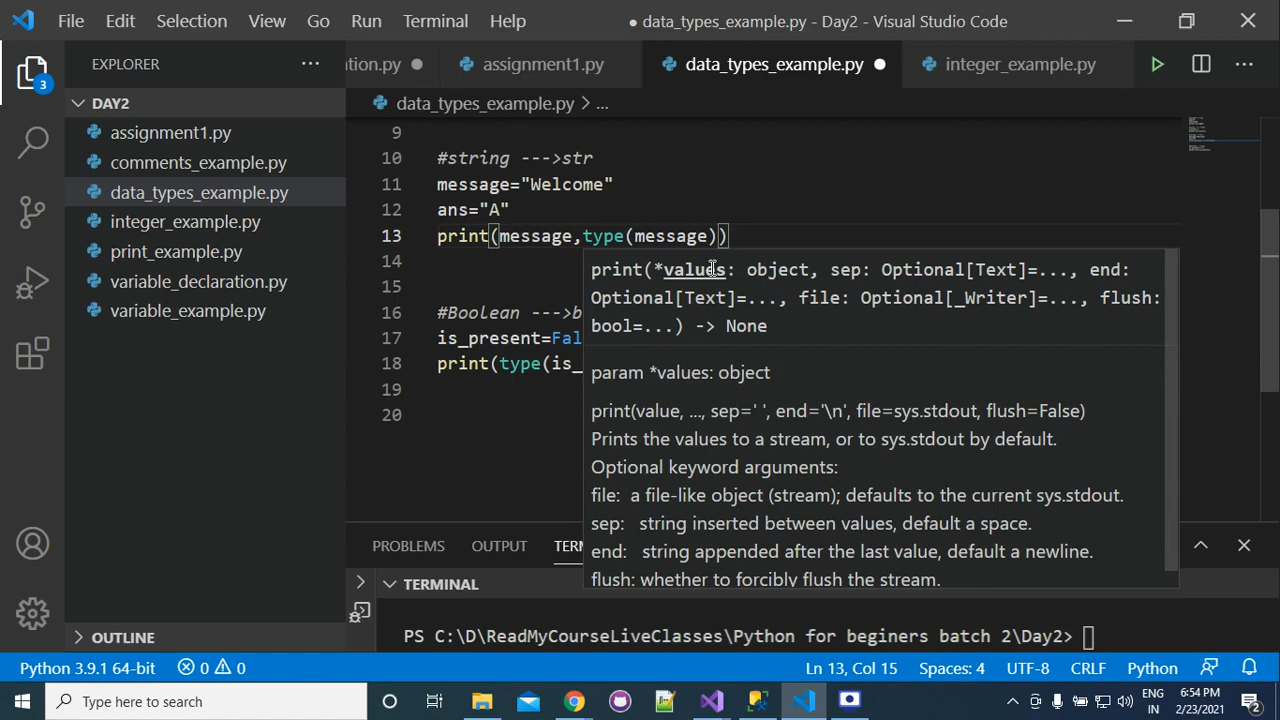 File Edit Selection View Go Run Terminal Help ● data_types_example.py - Day2 - Visual Studio Code
3
EXPLORER ···
DAY2
assignment1.py
comments_example.py
data_types_example.py
integer_example.py
print_example.py
variable_declaration.py
variable_example.py
OUTLINE
ation.py ● assignment1.py data_types_example.py ● integer_example.py ···
data_types_example.py > ...
9
10 #string --->str
11 message="Welcome"
12 ans="A"
13 print(message,type(message))
14
15
16 #Boolean --->b
17 is_present=Fal
18 print(type(is_
19
20
print(*values: object, sep: Optional[Text]=..., end:
Optional[Text]=..., file: Optional[_Writer]=..., flush:
bool=...) -> None
param *values: object
print(value, ..., sep=' ', end='\n', file=sys.stdout, flush=False)
Prints the values to a stream, or to sys.stdout by default.
Optional keyword arguments:
file: a file-like object (stream); defaults to the current sys.stdout.
sep: string inserted between values, default a space.
end: string appended after the last value, default a newline.
flush: whether to forcibly flush the stream.
PROBLEMS OUTPUT TERM
TERMINAL
PS C:\D\ReadMyCourseLiveClasses\Python for beginers batch 2\Day2>
Python 3.9.1 64-bit 0 0 Ln 13, Col 15 Spaces: 4 UTF-8 CRLF Python
Type here to search
ENG
IN
6:54 PM
2/23/2021
2